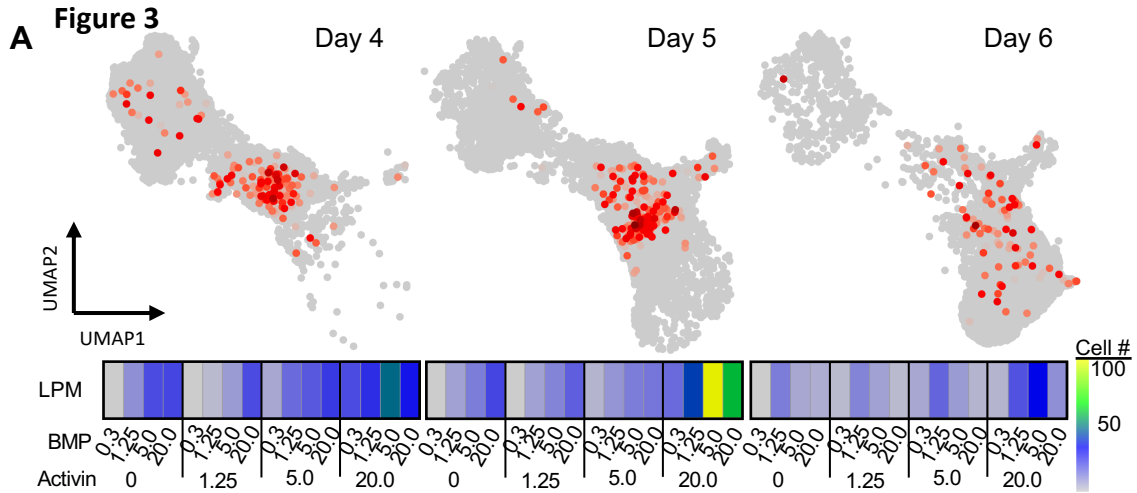 Figure 3
A
Day 4 Day 5 Day 6
UMAP2
UMAP1
Cell #
100
50
0
LPM
BMP 0.3 1.25 5.0 20.0 0.3 1.25 5.0 20.0 0.3 1.25 5.0 20.0 0.3 1.25 5.0 20.0 0.3 1.25 5.0 20.0 0.3 1.25 5.0 20.0 0.3 1.25 5.0 20.0 0.3 1.25 5.0 20.0 0.3 1.25 5.0 20.0 0.3 1.25 5.0 20.0 0.3 1.25 5.0 20.0 0.3 1.25 5.0 20.0
Activin 0 1.25 5.0 20.0 0 1.25 5.0 20.0 0 1.25 5.0 20.0